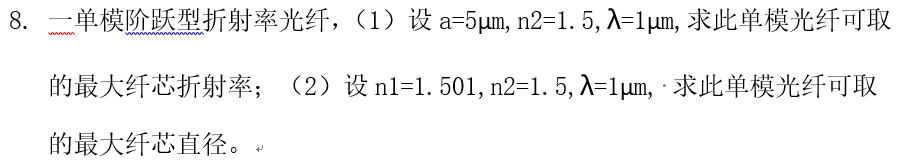 8. 一单模阶跃型折射率光纤，（1）设 a=5μm, n2=1.5, λ=1μm, 求此单模光纤可取
的最大纤芯折射率；（2）设 n1=1.501, n2=1.5, λ=1μm, 求此单模光纤可取
的最大纤芯直径。